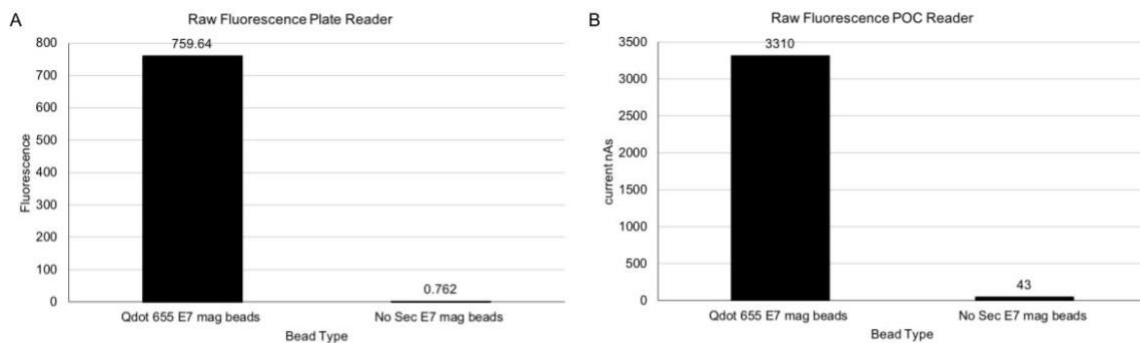 A
Raw Fluorescence Plate Reader
800
700
600
500
400
300
200
100
0
Fluorescence
759.64
0.762
Qdot 655 E7 mag beads
No Sec E7 mag beads
Bead Type
B
Raw Fluorescence POC Reader
3500
3000
2500
2000
1500
1000
500
0
current nAs
3310
43
Qdot 655 E7 mag beads
No Sec E7 mag beads
Bead Type